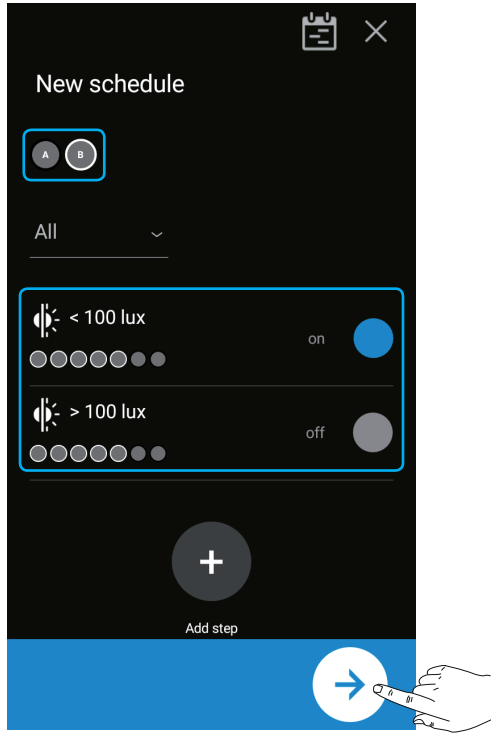 New schedule
A B
All
< 100 lux
on
> 100 lux
off
Add step